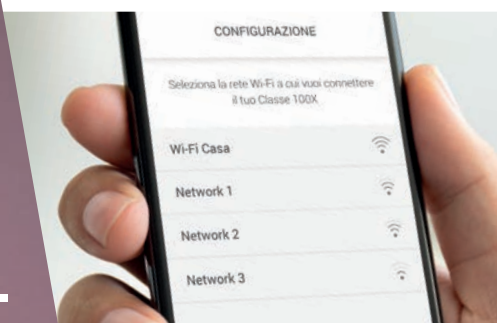 CONFIGURAZIONE
Seleziona la rete Wi-Fi a cui vuoi connettere
il tuo Classe 100X
Wi-Fi Casa
Network 1
Network 2
Network 3